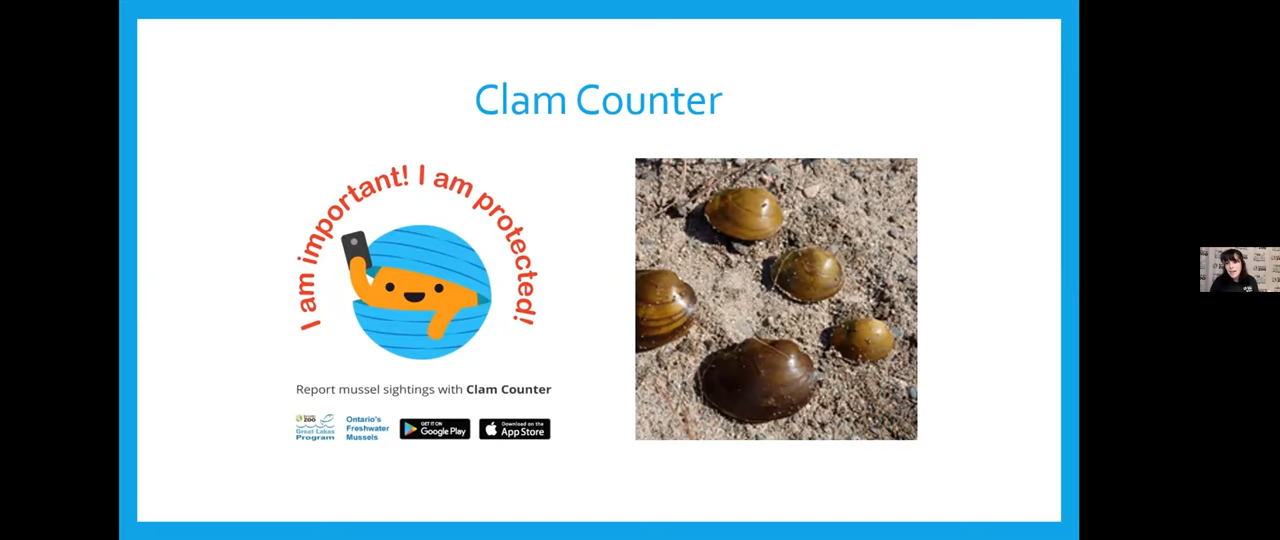 Clam Counter
I am important! I am protected!
Report mussel sightings with Clam Counter
ZOO
Great Lakes
Program
Ontario's
Freshwater
Mussels
GET IT ON
Google Play
Download on the
App Store